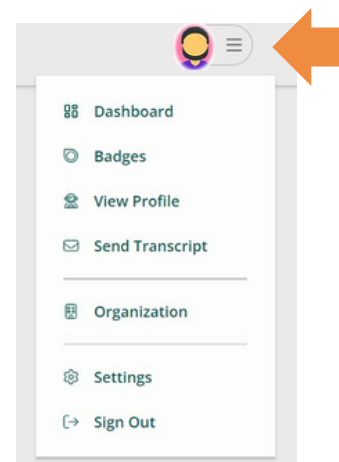 Dashboard
Badges
View Profile
Send Transcript
Organization
Settings
Sign Out